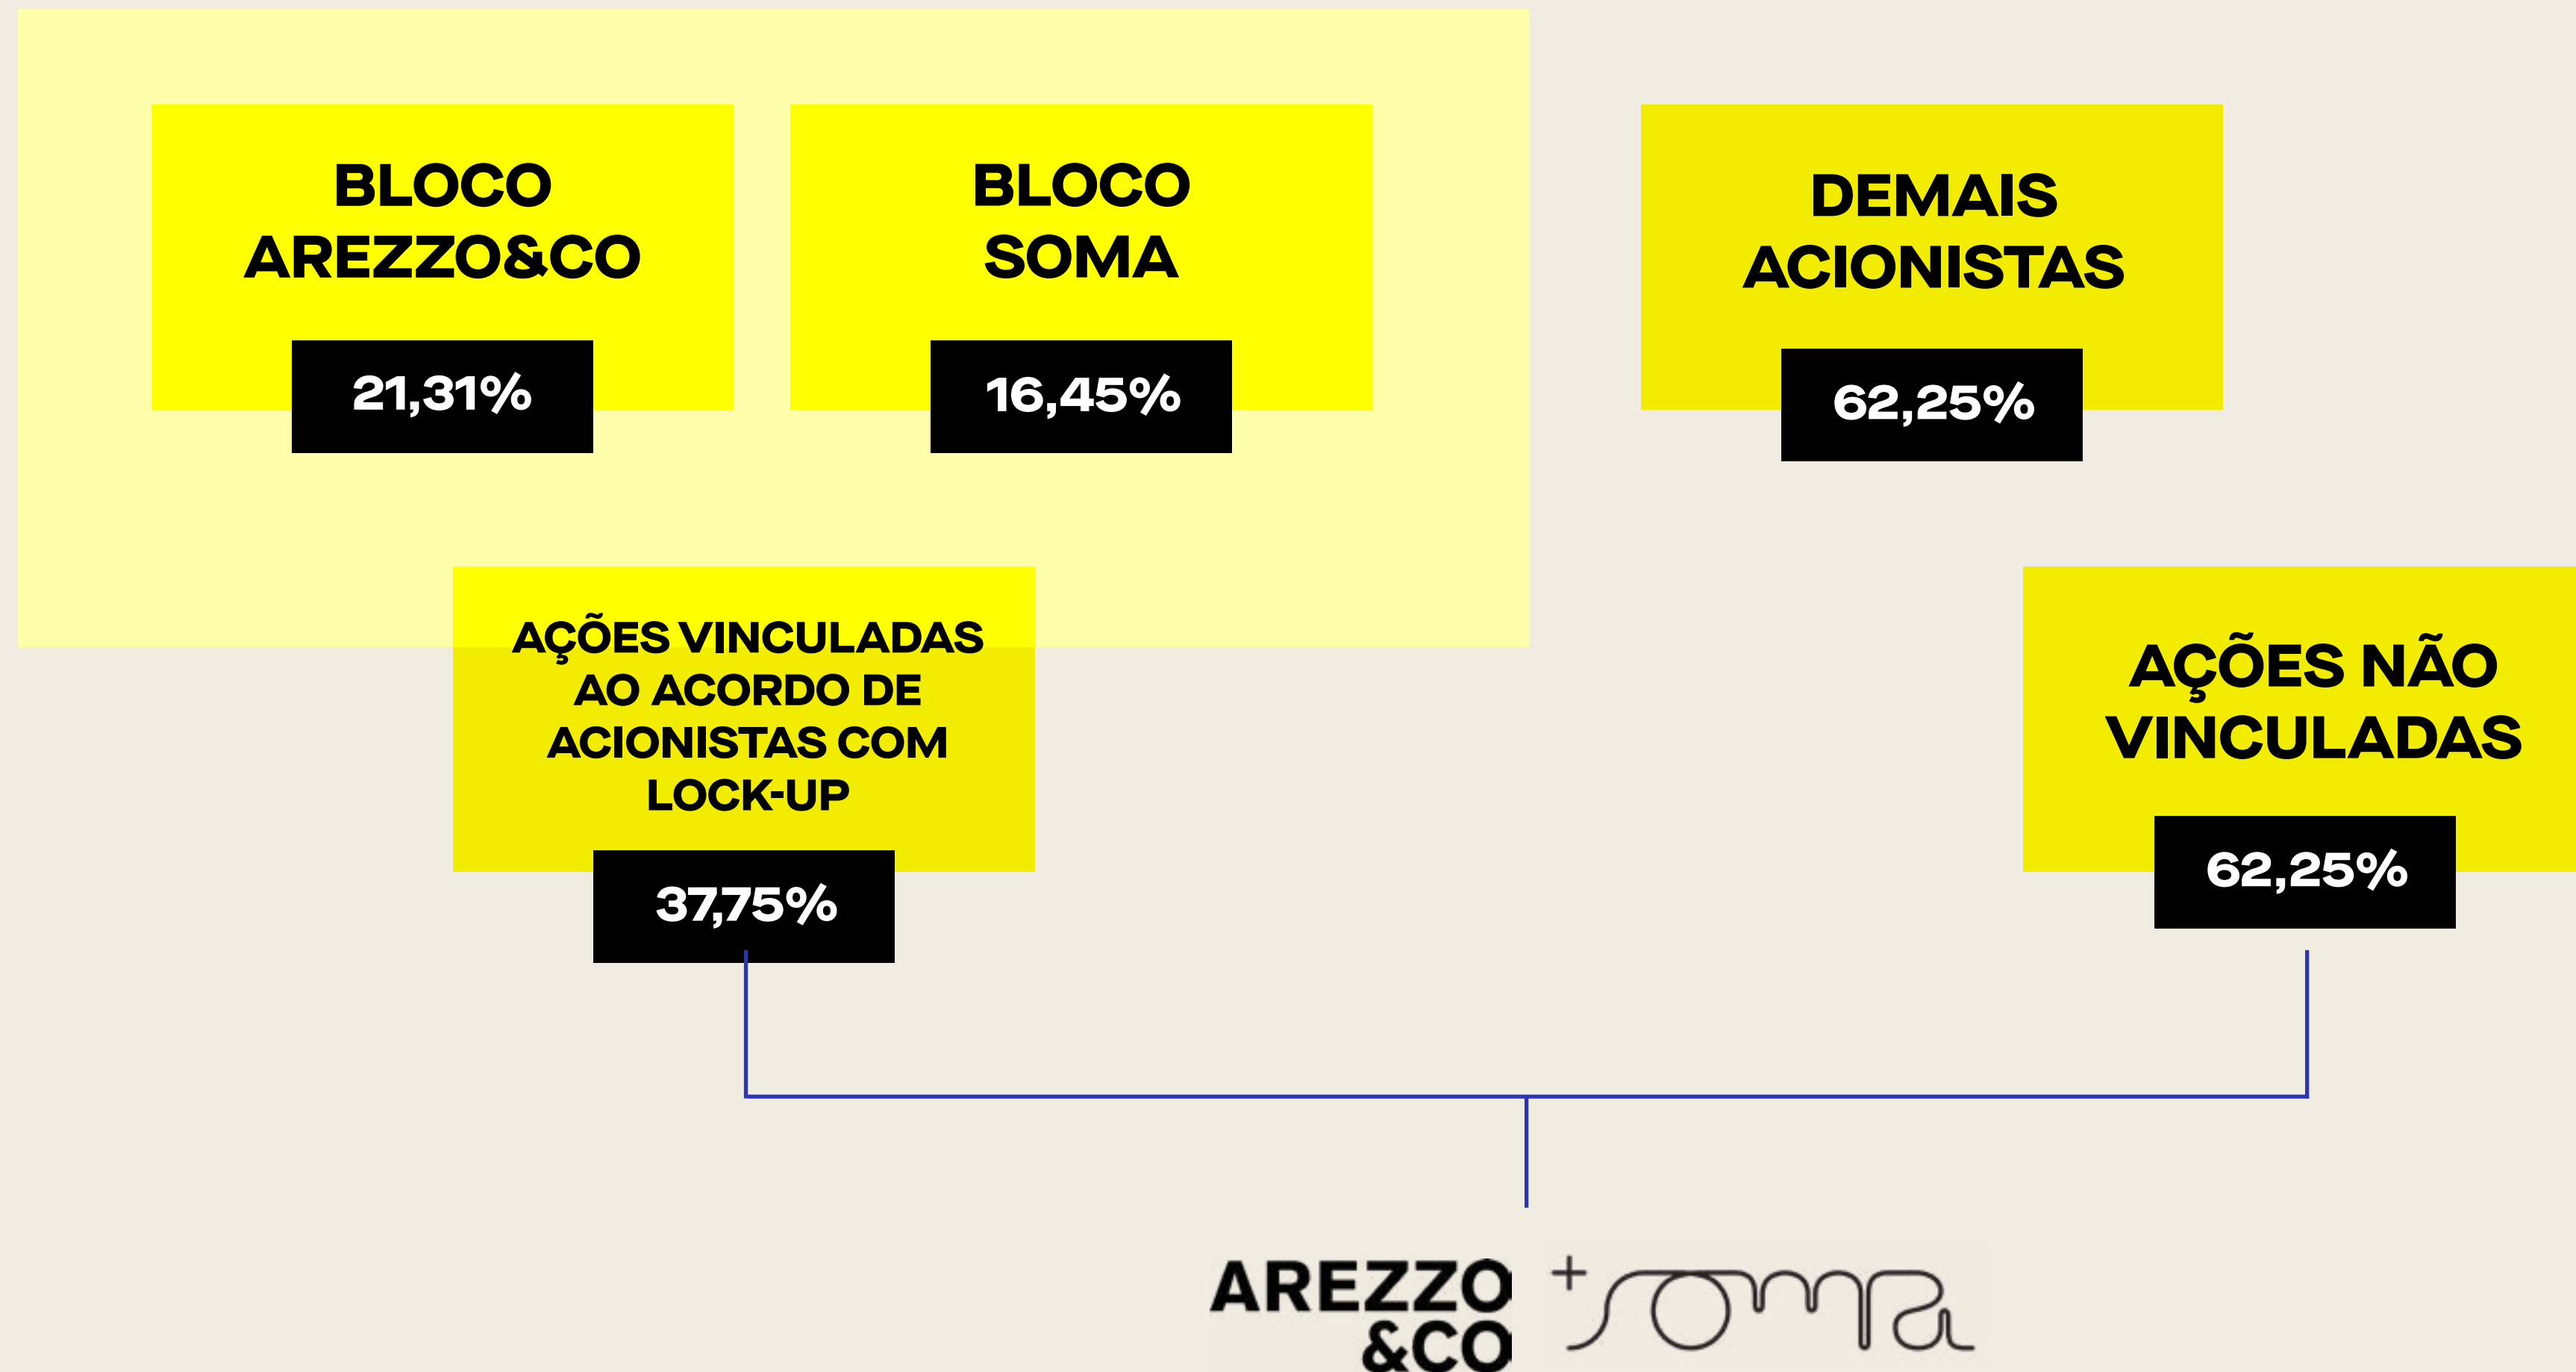 BLOCO
AREZZO&CO
21,31%
BLOCO
SOMA
16,45%
DEMAIS
ACIONISTAS
62,25%
AÇÕES VINCULADAS
AO ACORDO DE
ACIONISTAS COM
LOCK-UP
37,75%
AÇÕES NÃO
VINCULADAS
62,25%
AREZZO
&CO
+soma